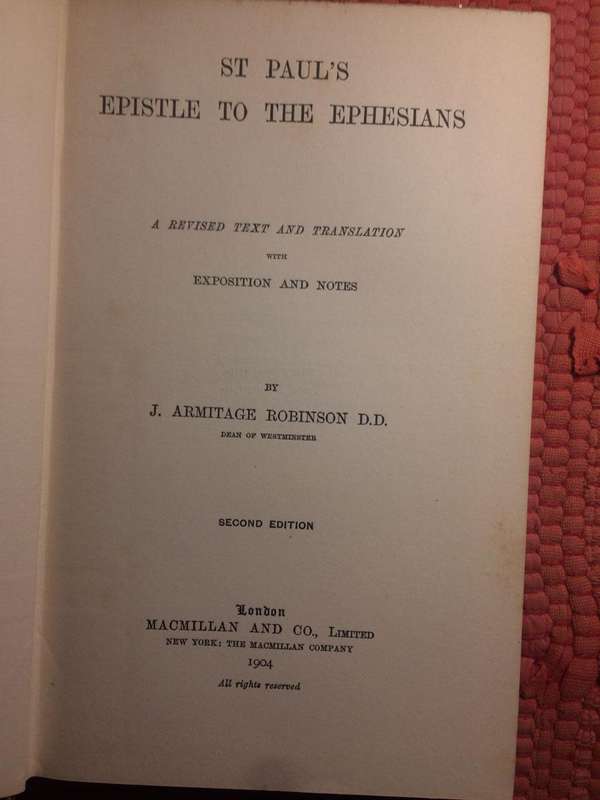 ST PAUL'S
EPISTLE TO THE EPHESIANS
A REVISED TEXT AND TRANSLATION
WITH
EXPOSITION AND NOTES
BY
J. ARMITAGE ROBINSON D.D.
DEAN OF WESTMINSTER
SECOND EDITION
London
MACMILLAN AND CO., LIMITED
NEW YORK: THE MACMILLAN COMPANY
1904
All rights reserved